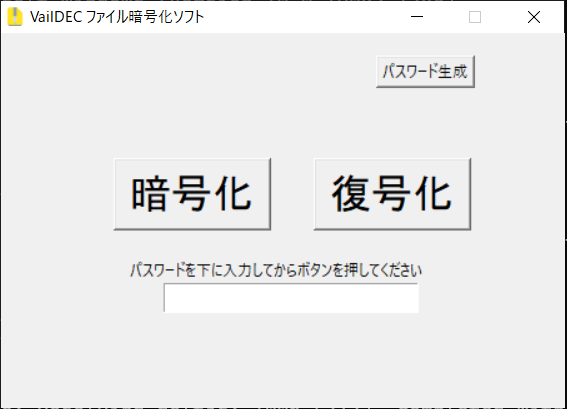 VailDEC ファイル暗号化ソフト
パスワード生成
暗号化 復号化
パスワードを下に入力してからボタンを押してください